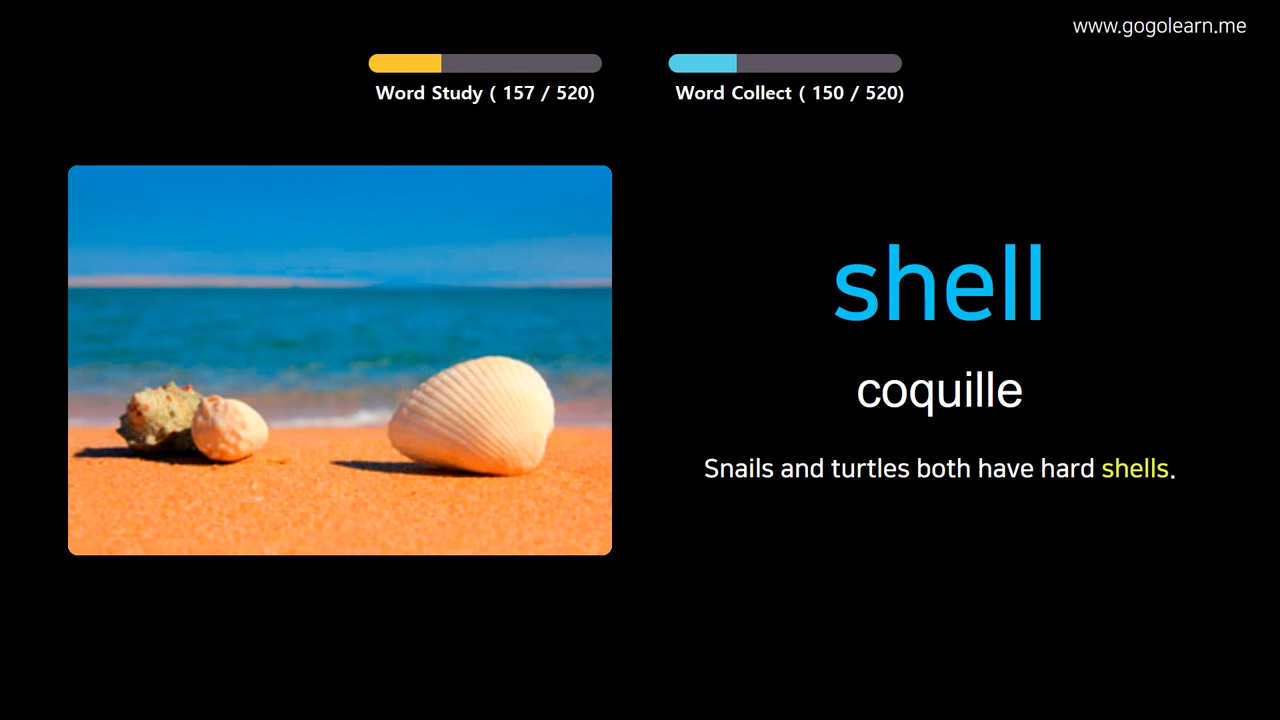 www.gogolearn.me
Word Study ( 157 / 520)
Word Collect ( 150 / 520)
shell
coquille
Snails and turtles both have hard shells.